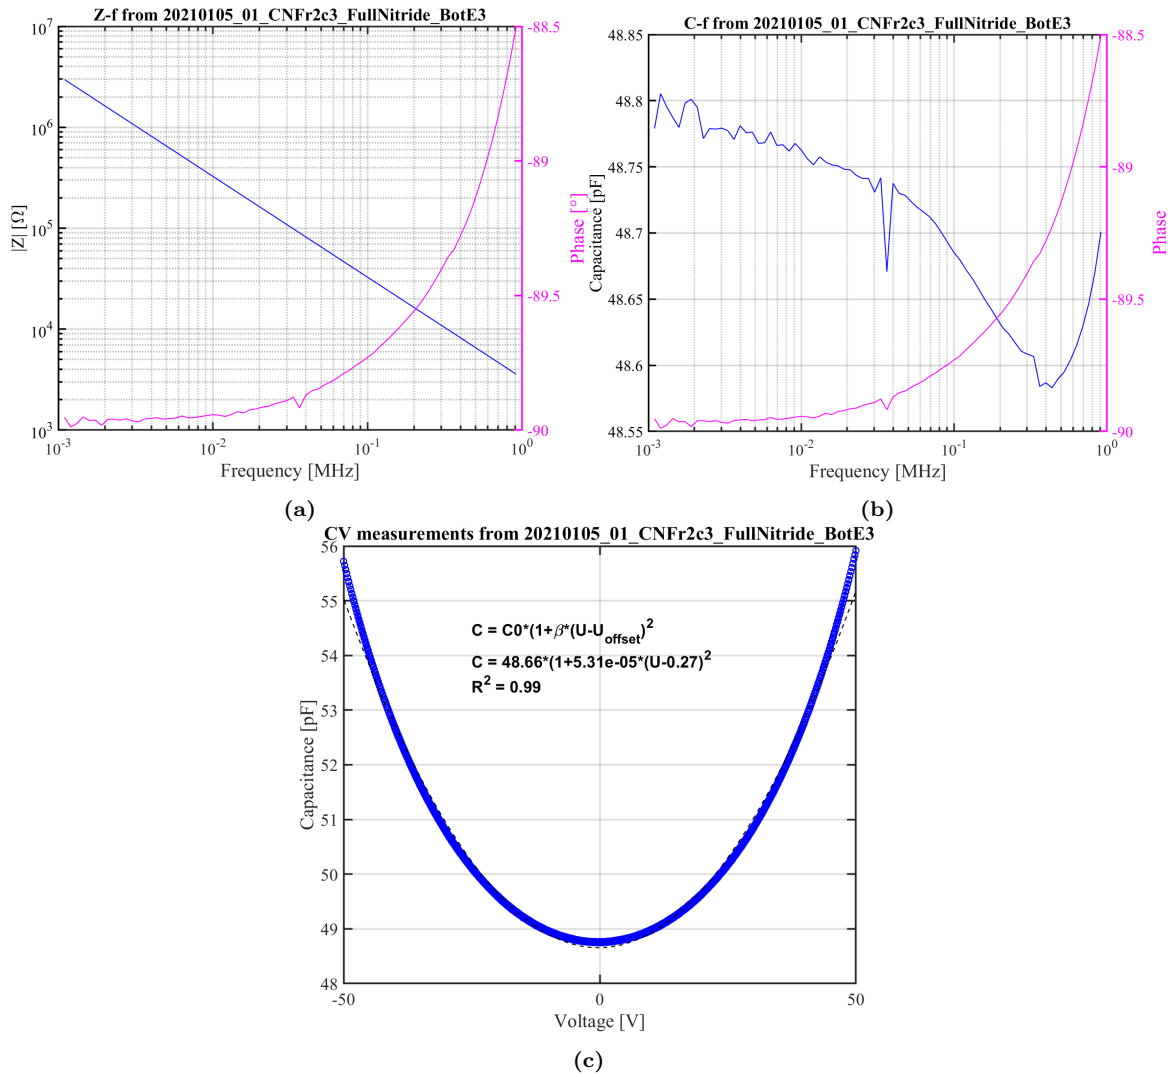 Z-f from 20210105_01_CNFr2c3_FullNitride_BotE3
10^7
10^6
10^5
10^4
10^3
|Z| [Ω]
-88.5
-89
-89.5
-90
Phase [°]
10^-3
10^-2
10^-1
10^0
Frequency [MHz]
(a)
C-f from 20210105_01_CNFr2c3_FullNitride_BotE3
48.85
48.8
48.75
48.7
48.65
48.6
48.55
Capacitance [pF]
-88.5
-89
-89.5
-90
Phase
10^-3
10^-2
10^-1
10^0
Frequency [MHz]
(b)
CV measurements from 20210105_01_CNFr2c3_FullNitride_BotE3
56
55
54
53
52
51
50
49
48
Capacitance [pF]
C = C0*(1+β*(U-U_offset)^2
C = 48.66*(1+5.31e-05*(U-0.27)^2
R^2 = 0.99
-50
0
50
Voltage [V]
(c)